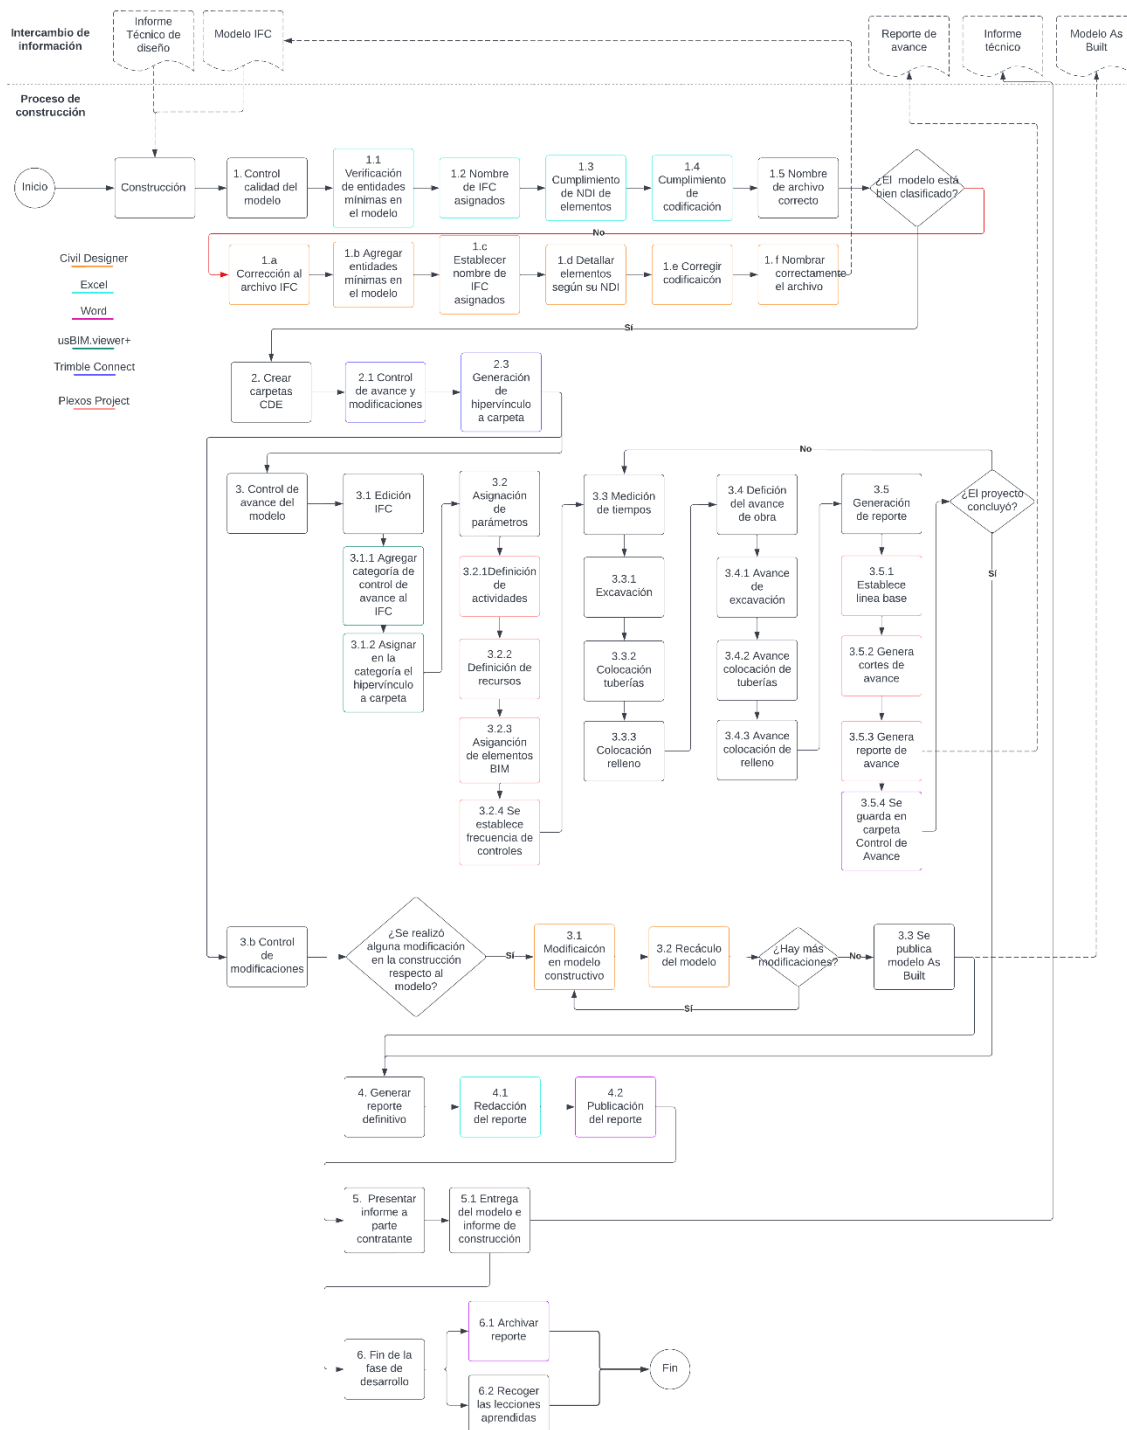 Intercambio de
información
Informe
Técnico de
diseño
Modelo IFC
Reporte de
avance
Informe
técnico
Modelo As
Built
Proceso de
construcción
Inicio
Construcción
1. Control
calidad del
modelo
1.1
Verificación
de entidades
mínimas en
el modelo
1.2 Nombre
de IFC
asignados
1.3
Cumplimiento
de NDI de
elementos
1.4
Cumplimiento
de
codificación
1.5 Nombre
de archivo
correcto
¿El modelo está
bien clasificado?
No
1.a
Corrección al
archivo IFC
1.b Agregar
entidades
mínimas en el
modelo
1.c
Establecer
nombre de
IFC
asignados
1.d Detallar
elementos
según su NDI
1.e Corregir
codificaicón
1. f Nombrar
correctamente
el archivo
Civil Designer
Excel
Word
usBIM.viewer+
Trimble Connect
Plexos Project
Sí
2. Crear
carpetas
CDE
2.1 Control
de avance y
modificaciones
2.3
Generación
de
hipervínculo
a carpeta
No
3. Control de
avance del
modelo
3.1 Edición
IFC
3.2
Asignación
de
parámetros
3.3 Medición
de tiempos
3.4 Defición
del avance
de obra
3.5
Generación
de reporte
¿El proyecto
concluyó?
Sí
3.1.1 Agregar
categoría de
control de
avance al
IFC
3.2.1Definición
de
actividades
3.3.1
Excavación
3.4.1 Avance
de
excavación
3.5.1
Establece
linea base
3.1.2 Asignar
en la
categoría el
hipervínculo
a carpeta
3.2.2
Definición de
recursos
3.3.2
Colocación
tuberías
3.4.2 Avance
colocación de
tuberías
3.5.2 Genera
cortes de
avance
3.2.3
Asiganción
de elementos
BIM
3.3.3
Colocación
relleno
3.4.3 Avance
colocación de
relleno
3.5.3 Genera
reporte de
avance
3.2.4 Se
establece
frecuencia de
controles
3.5.4 Se
guarda en
carpeta
Control de
Avance
3.b Control
de
modificaciones
¿Se realizó
alguna modificación
en la construcción
respecto al
modelo?
Sí
3.1
Modificaicón
en modelo
constructivo
3.2 Recáculo
del modelo
¿Hay más
modificaciones?
No
3.3 Se
publica
modelo As
Built
Sí
4. Generar
reporte
definitivo
4.1
Redacción
del reporte
4.2
Publicación
del reporte
5. Presentar
informe a
parte
contratante
5.1 Entrega
del modelo e
informe de
construcción
6. Fin de la
fase de
desarrollo
6.1 Archivar
reporte
6.2 Recoger
las lecciones
aprendidas
Fin